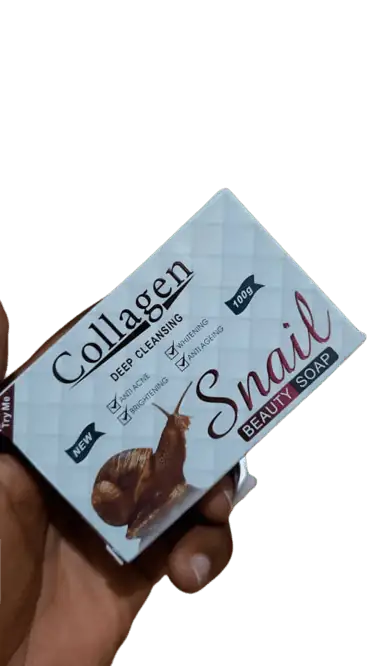 Collagen
DEEP CLEANSING
ANTI ACNE
BRIGHTENING
WHITENING
ANTI AGEING
100g
NEW
Snail
BEAUTY SOAP
Try Me